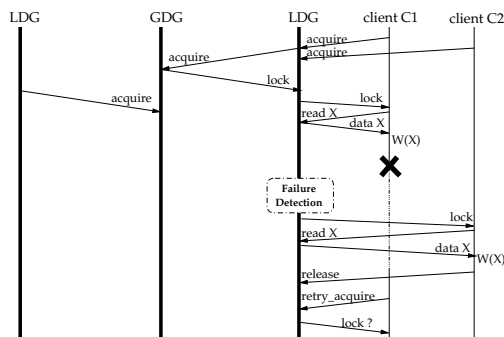 LDG GDG LDG client C1 client C2
acquire
acquire
acquire
lock
acquire
lock
read X
data X
W(X)
Failure
Detection
lock
read X
data X
W(X)
release
retry_acquire
lock ?